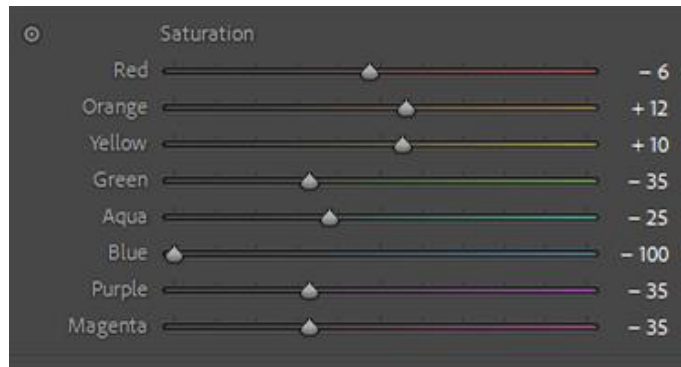 Saturation
Red − 6
Orange + 12
Yellow + 10
Green − 35
Aqua − 25
Blue − 100
Purple − 35
Magenta − 35